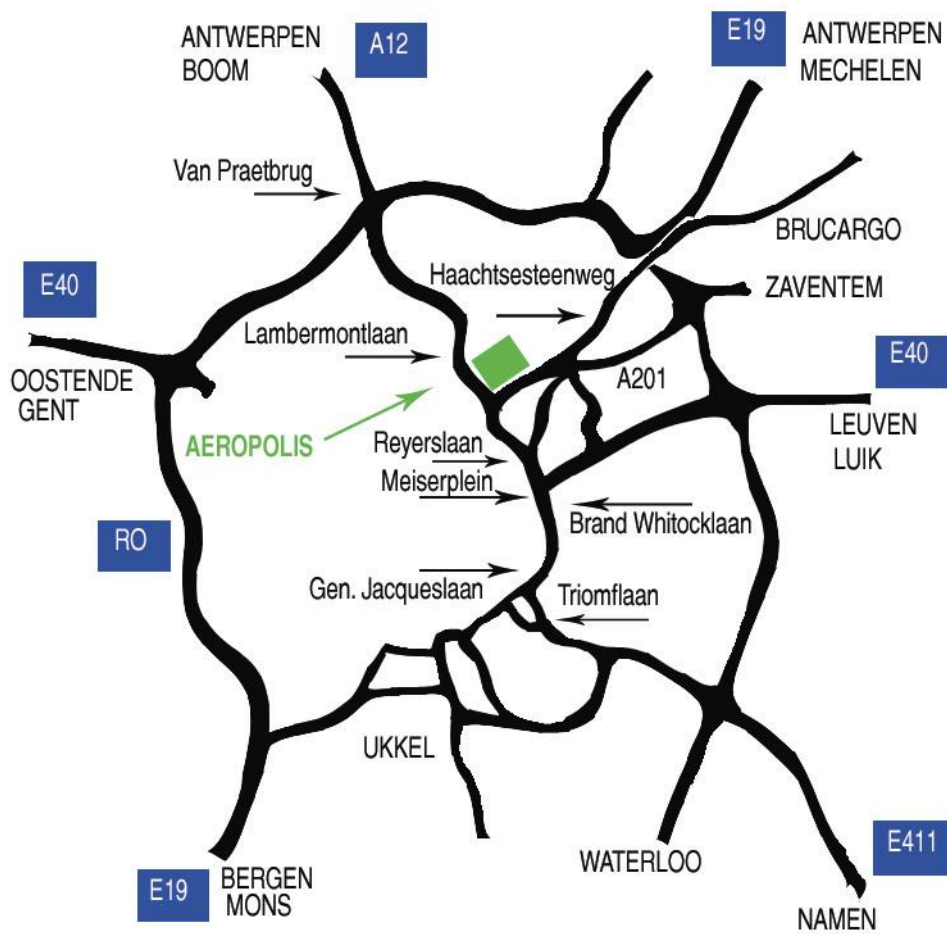 ANTWERPEN
BOOM
A12
E19
ANTWERPEN
MECHELEN
Van Praetbrug
BRUCARGO
Haachtsesteenweg
E40
ZAVENTEM
Lambermontlaan
OOSTENDE
GENT
A201
E40
LEUVEN
LUIK
AEROPOLIS
Reyerslaan
Meiserplein
Brand Whitocklaan
RO
Gen. Jacqueslaan
Triomflaan
UKKEL
WATERLOO
E411
E19
BERGEN
MONS
NAMEN